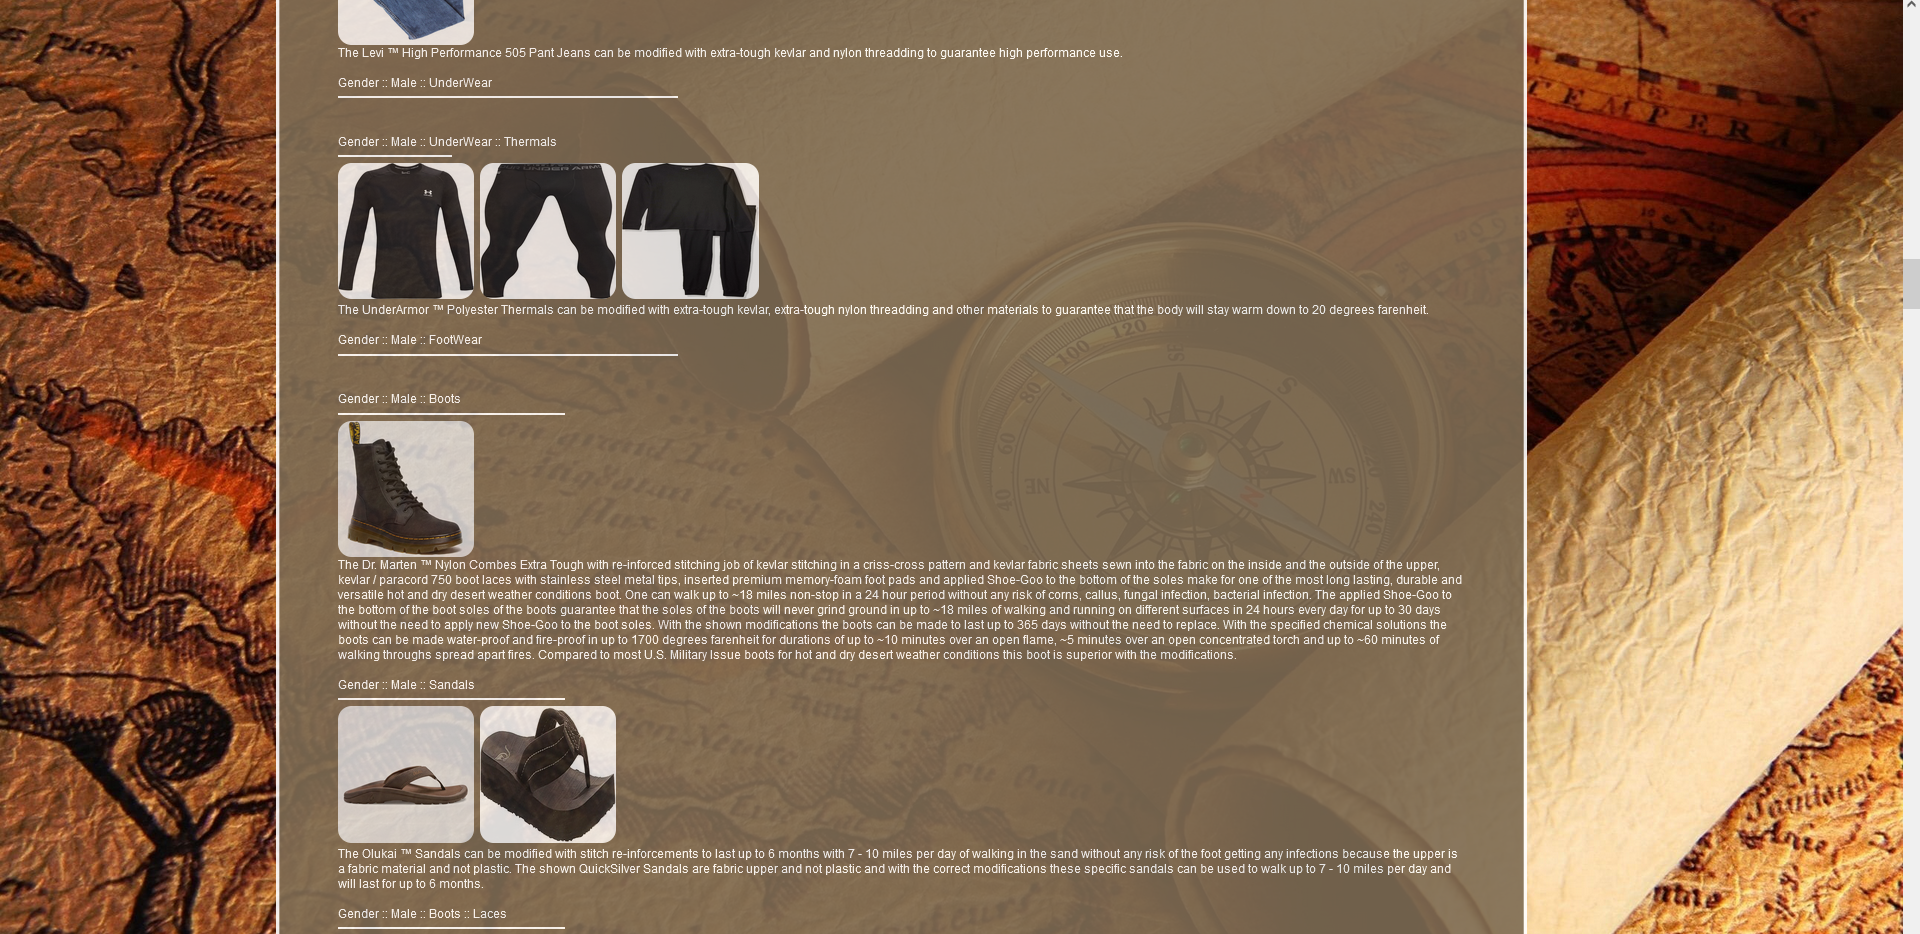 The Levi ™ High Performance 505 Pant Jeans can be modified with extra-tough kevlar and nylon threadding to guarantee high performance use.
Gender :: Male :: UnderWear
Gender :: Male :: UnderWear :: Thermals
UNDER ARM
The UnderArmor ™ Polyester Thermals can be modified with extra-tough kevlar, extra-tough nylon threadding and other materials to guarantee that the body will stay warm down to 20 degrees farenheit.
Gender :: Male :: FootWear
Gender :: Male :: Boots
The Dr. Marten ™ Nylon Combes Extra Tough with re-inforced stitching job of kevlar stitching in a criss-cross pattern and kevlar fabric sheets sewn into the fabric on the inside and the outside of the upper,
kevlar / paracord 750 boot laces with stainless steel metal tips, inserted premium memory-foam foot pads and applied Shoe-Goo to the bottom of the soles make for one of the most long lasting, durable and
versatile hot and dry desert weather conditions boot. One can walk up to ~18 miles non-stop in a 24 hour period without any risk of corns, callus, fungal infection, bacterial infection. The applied Shoe-Goo to
the bottom of the boot soles of the boots guarantee that the soles of the boots will never grind ground in up to ~18 miles of walking and running on different surfaces in 24 hours every day for up to 30 days
without the need to apply new Shoe-Goo to the boot soles. With the shown modifications the boots can be made to last up to 365 days without the need to replace. With the specified chemical solutions the
boots can be made water-proof and fire-proof in up to 1700 degrees farenheit for durations of up to ~10 minutes over an open flame, ~5 minutes over an open concentrated torch and up to ~60 minutes of
walking throughs spread apart fires. Compared to most U.S. Military Issue boots for hot and dry desert weather conditions this boot is superior with the modifications.
Gender :: Male :: Sandals
The Olukai ™ Sandals can be modified with stitch re-inforcements to last up to 6 months with 7 - 10 miles per day of walking in the sand without any risk of the foot getting any infections because the upper is
a fabric material and not plastic. The shown QuickSilver Sandals are fabric upper and not plastic and with the correct modifications these specific sandals can be used to walk up to 7 - 10 miles per day and
will last for up to 6 months.
Gender :: Male :: Boots :: Laces
TEMPERA
120
100
80
60
40
NE
SE
S
SW
N
240